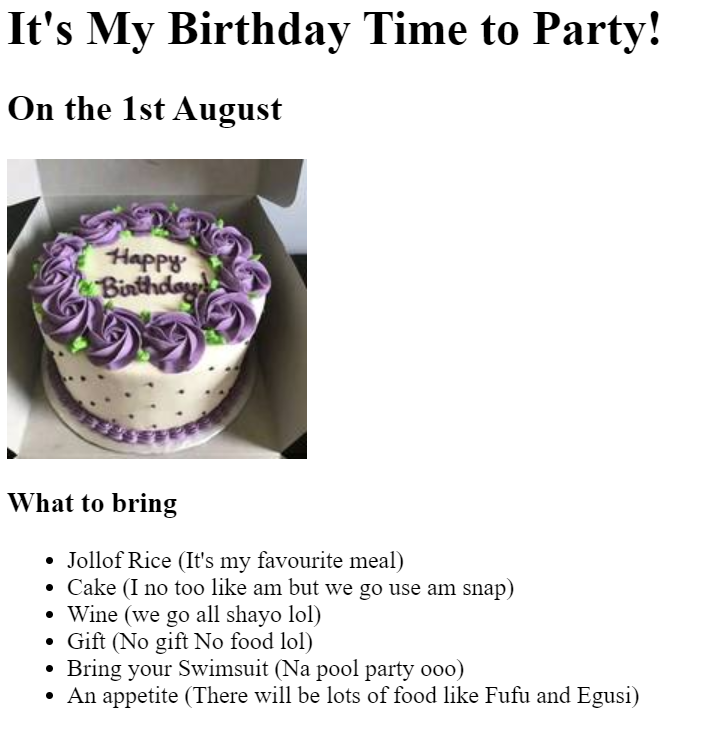 It's My Birthday Time to Party!
On the 1st August
Happy
Birthday!
What to bring
• Jollof Rice (It's my favourite meal)
• Cake (I no too like am but we go use am snap)
• Wine (we go all shayo lol)
• Gift (No gift No food lol)
• Bring your Swimsuit (Na pool party ooo)
• An appetite (There will be lots of food like Fufu and Egusi)